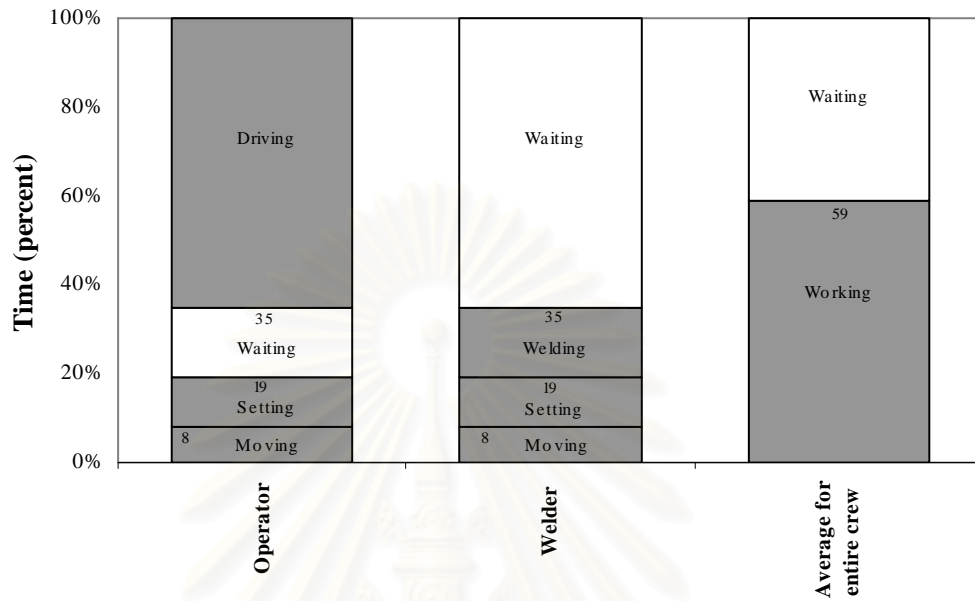 Time (percent)
100%
80%
60%
40%
20%
0%
Driving
35
Waiting
19
Setting
8
Moving
Waiting
35
Welding
19
Setting
8
Moving
Waiting
59
Working
Operator
Welder
Average for
entire crew